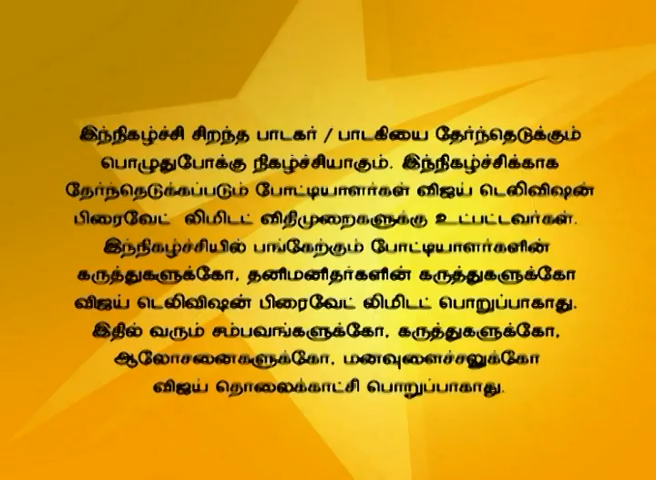 இந்நிகழ்ச்சி சிறந்த பாடகர் / பாடகியை தேர்ந்தெடுக்கும்
பொழுதுபோக்கு நிகழ்ச்சியாகும். இந்நிகழ்ச்சிக்காக
தேர்ந்தெடுக்கப்படும் போட்டியாளர்கள் விஜய் டெலிவிஷன்
பிரைவேட் லிமிடட் விதிமுறைகளுக்கு உட்பட்டவர்கள்.
இந்நிகழ்ச்சியில் பங்கேற்கும் போட்டியாளர்களின்
கருத்துகளுக்கோ, தனிமனிதர்களின் கருத்துகளுக்கோ
விஜய் டெலிவிஷன் பிரைவேட் லிமிடட் பொறுப்பாகாது.
இதில் வரும் சம்பவங்களுக்கோ, கருத்துகளுக்கோ,
ஆலோசனைகளுக்கோ, மனவுளைச்சலுக்கோ
விஜய் தொலைக்காட்சி பொறுப்பாகாது.